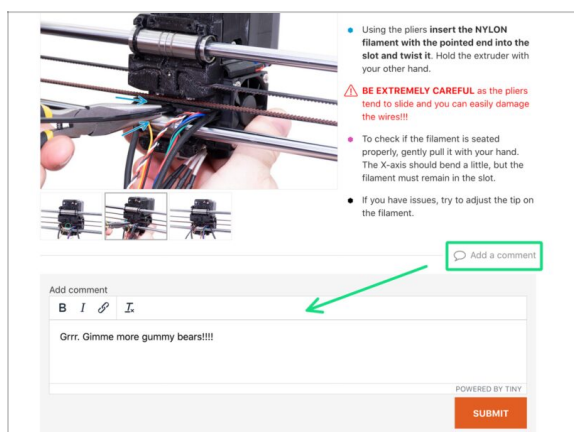 Using the pliers insert the NYLON
filament with the pointed end into the
slot and twist it. Hold the extruder with
your other hand.
BE EXTREMELY CAREFUL as the pliers
tend to slide and you can easily damage
the wires!!!
To check if the filament is seated
properly, gently pull it with your hand.
The X-axis should bend a little, but the
filament must remain in the slot.
If you have issues, try to adjust the tip on
the filament.
Add a comment
Add comment
B I
Grrr. Gimme more gummy bears!!!!
POWERED BY TINY
SUBMIT